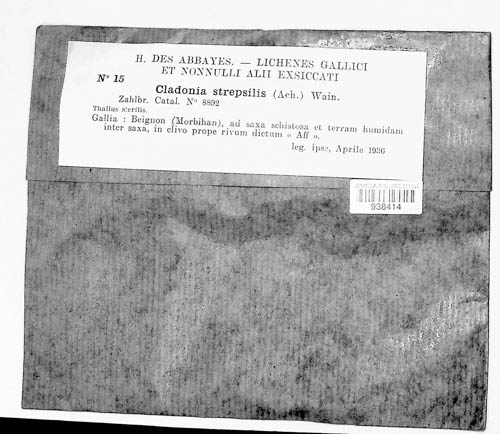 H. DES ABBAYES. — LICHENES GALLICI
ET NONNULLI ALII EXSICCATI
N° 15
Cladonia strepsilis (Ach.) Wain.
Zahlbr. Catal. N° 8892
Thallus sterilis.
Gallia : Beignon (Morbihan), ad saxa schistosa et terram humidam
inter saxa, in clivo prope rivum dictum « Aff ».
leg. ipse, Aprile 1936
938414